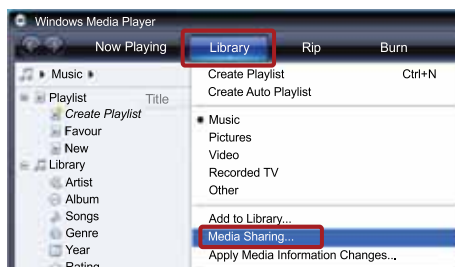 Windows Media Player
Now Playing Library Rip Burn
Music
Playlist Title
Create Playlist
Favour
New
Library
Artist
Album
Songs
Genre
Year
Rating
Create Playlist Ctrl+N
Create Auto Playlist
Music
Pictures
Video
Recorded TV
Other
Add to Library...
Media Sharing...
Apply Media Information Changes...